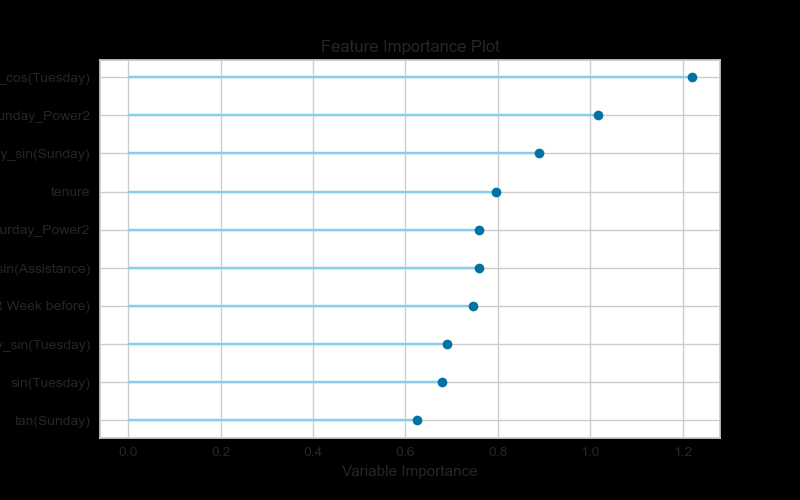 Feature Importance Plot
_cos(Tuesday)
unday_Power2
y_sin(Sunday)
tenure
urday_Power2
sin(Assistance)
R Week before)
y_sin(Tuesday)
sin(Tuesday)
tan(Sunday)
0.0 0.2 0.4 0.6 0.8 1.0 1.2
Variable Importance